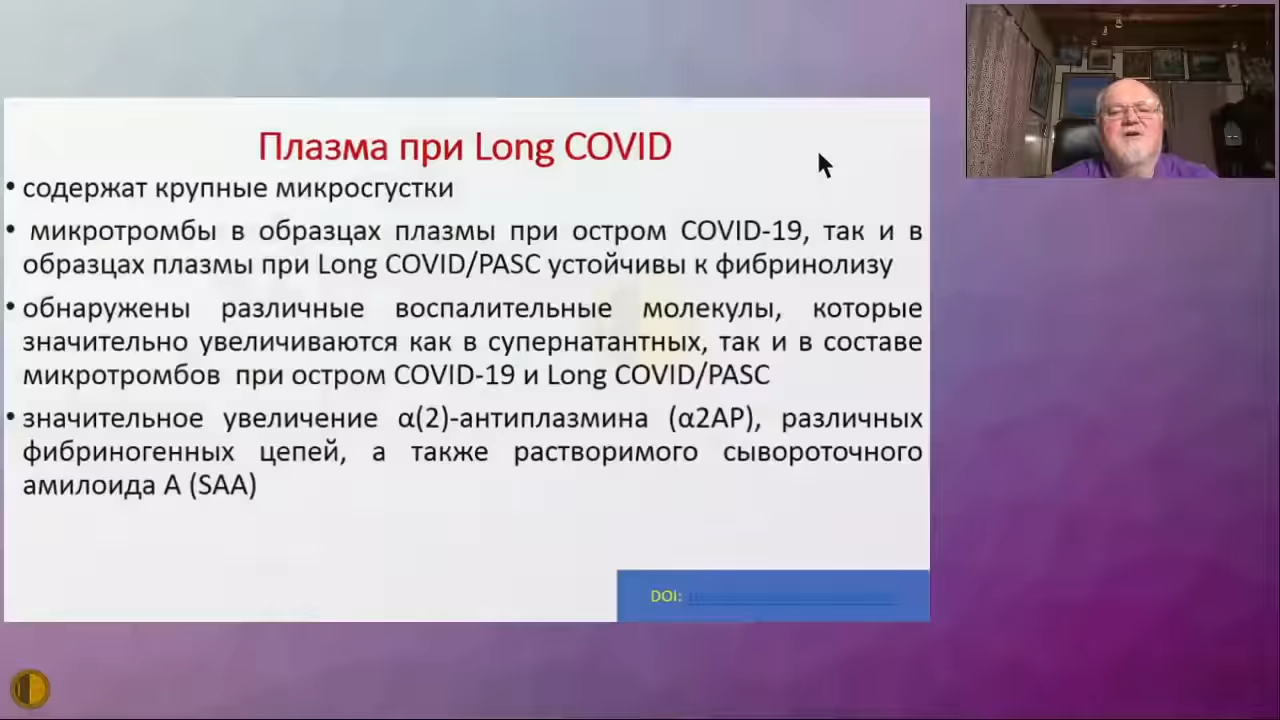 Плазма при Long COVID
• содержат крупные микросгустки
• микротромбы в образцах плазмы при остром COVID-19, так и в
образцах плазмы при Long COVID/PASC устойчивы к фибринолизу
• обнаружены различные воспалительные молекулы, которые
значительно увеличиваются как в супернатантных, так и в составе
микротромбов при остром COVID-19 и Long COVID/PASC
• значительное увеличение α(2)-антиплазмина (α2AP), различных
фибриногенных цепей, а также растворимого сывороточного
амилоида А (SAA)
DOI: